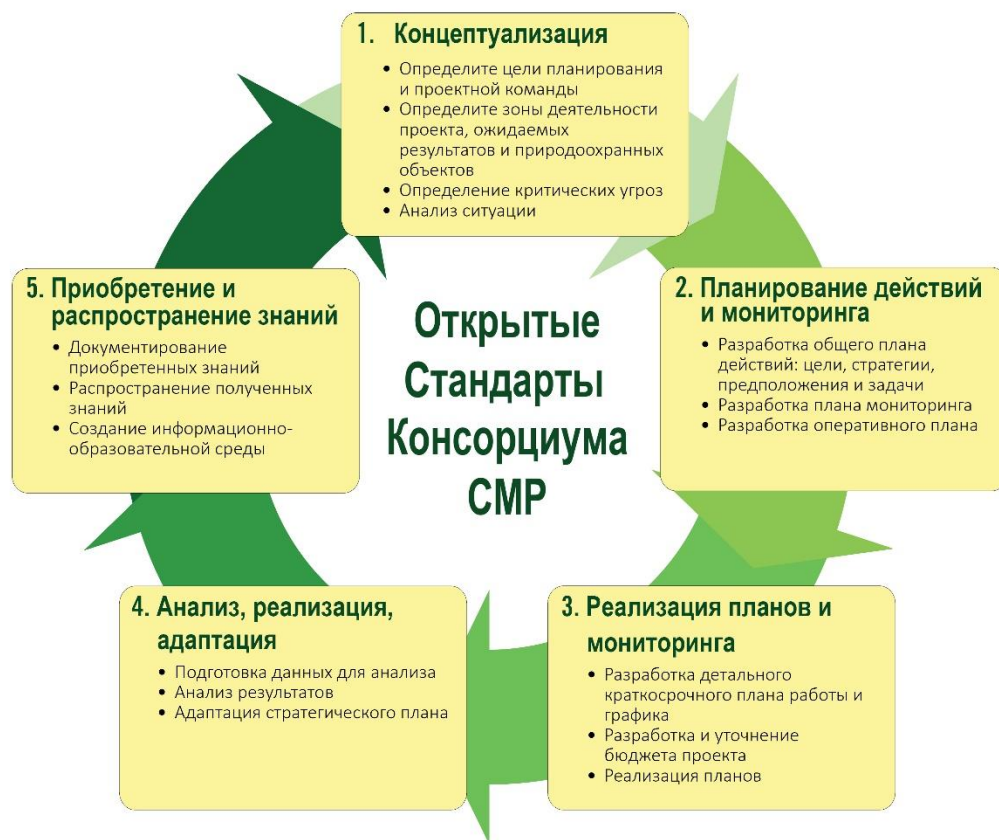 1. Концептуализация
• Определите цели планирования
и проектной команды
• Определите зоны деятельности
проекта, ожидаемых
результатов и природоохранных
объектов
• Определение критических угроз
• Анализ ситуации
2. Планирование действий
и мониторинга
• Разработка общего плана
действий: цели, стратегии,
предположения и задачи
• Разработка плана мониторинга
• Разработка оперативного плана
3. Реализация планов и
мониторинга
• Разработка детального
краткосрочного плана работы и
графика
• Разработка и уточнение
бюджета проекта
• Реализация планов
4. Анализ, реализация,
адаптация
• Подготовка данных для анализа
• Анализ результатов
• Адаптация стратегического плана
5. Приобретение и
распространение знаний
• Документирование
приобретенных знаний
• Распространение полученных
знаний
• Создание информационно-
образовательной среды
Открытые
Стандарты
Консорциума
СМР